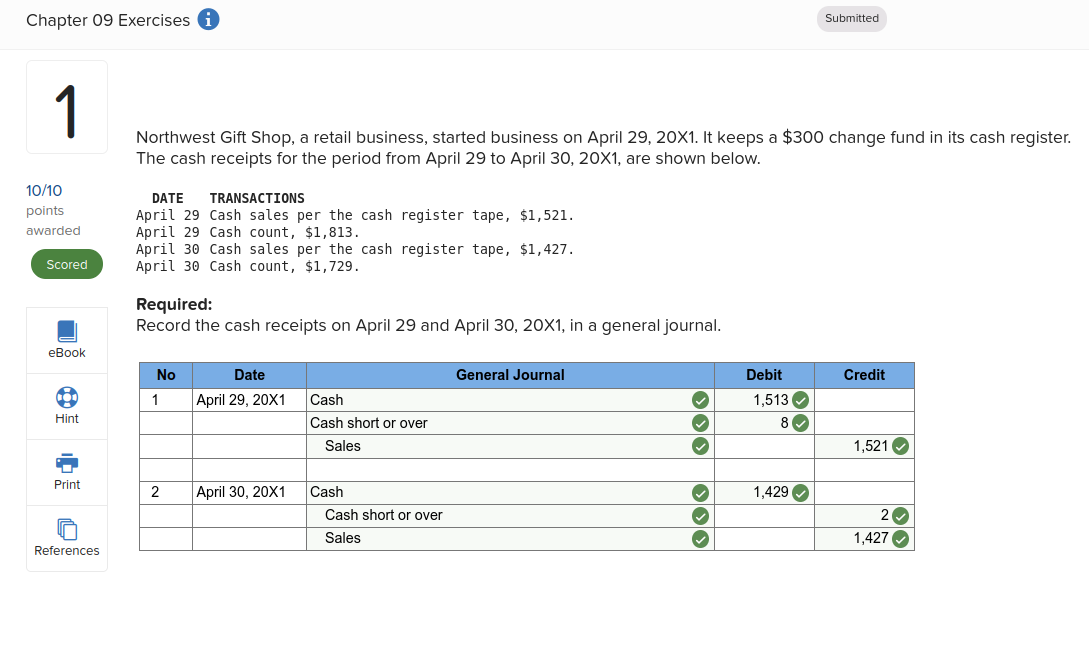 Chapter 09 Exercises i
Submitted
1
10/10
points
awarded
Scored
eBook
Hint
Print
References
Northwest Gift Shop, a retail business, started business on April 29, 20X1. It keeps a $300 change fund in its cash register.
The cash receipts for the period from April 29 to April 30, 20X1, are shown below.
DATE TRANSACTIONS
April 29 Cash sales per the cash register tape, $1,521.
April 29 Cash count, $1,813.
April 30 Cash sales per the cash register tape, $1,427.
April 30 Cash count, $1,729.
Required:
Record the cash receipts on April 29 and April 30, 20X1, in a general journal.
No Date General Journal Debit Credit
1 April 29, 20X1 Cash 1,513
Cash short or over 8
Sales 1,521
2 April 30, 20X1 Cash 1,429
Cash short or over 2
Sales 1,427